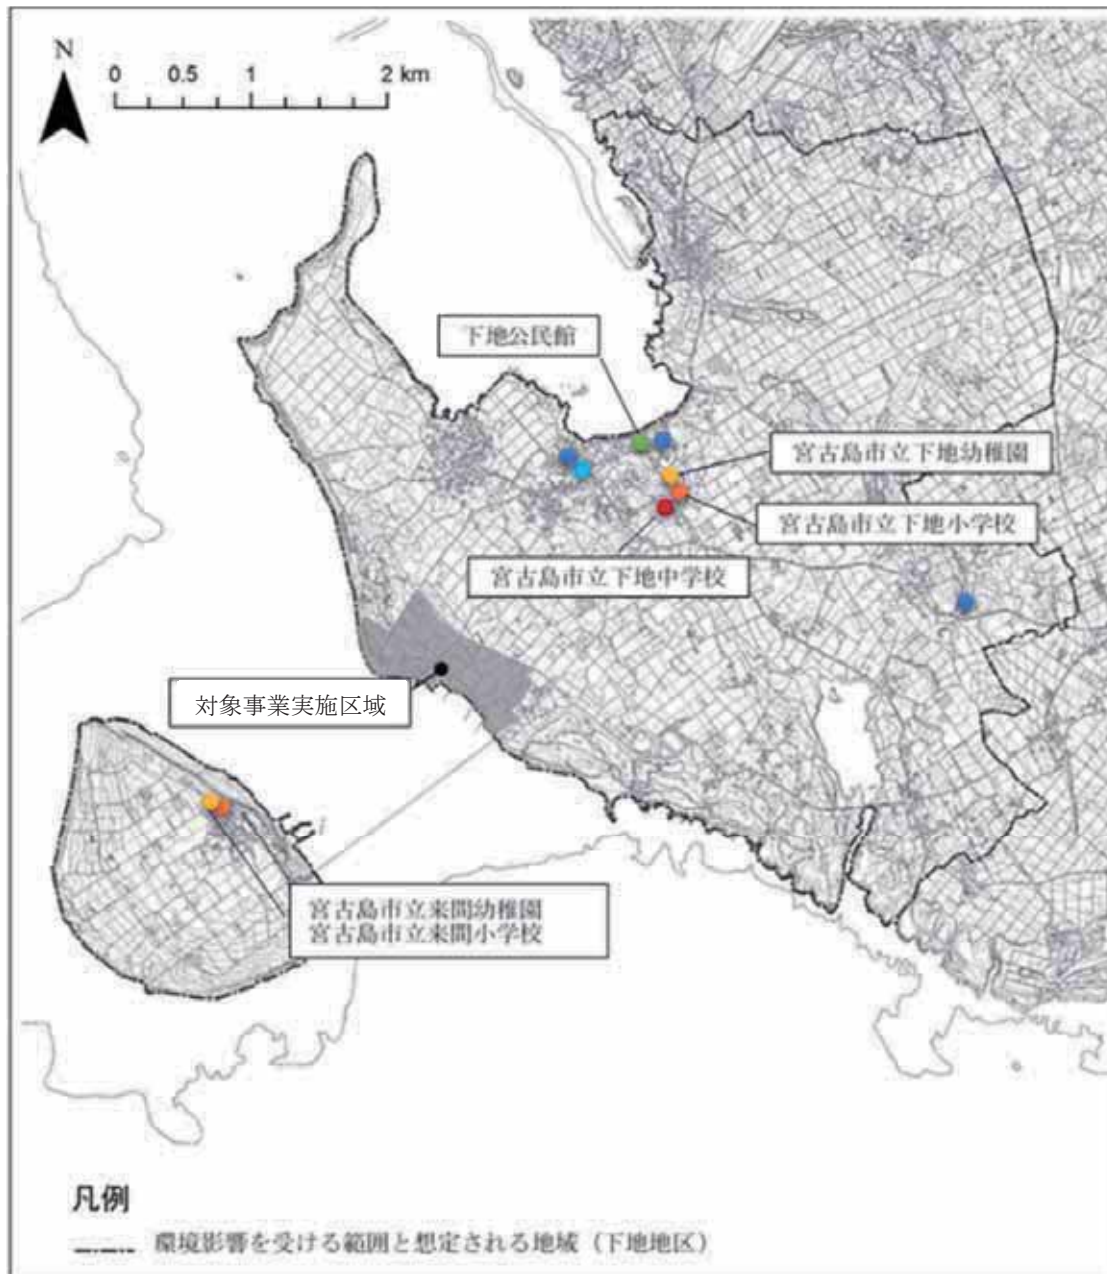 N
0 0.5 1 2 km
下地公民館
宮古島市立下地幼稚園
宮古島市立下地小学校
宮古島市立下地中学校
対象事業実施区域
宮古島市立来間幼稚園
宮古島市立来間小学校
凡例
環境影響を受ける範囲と想定される地域（下地地区）